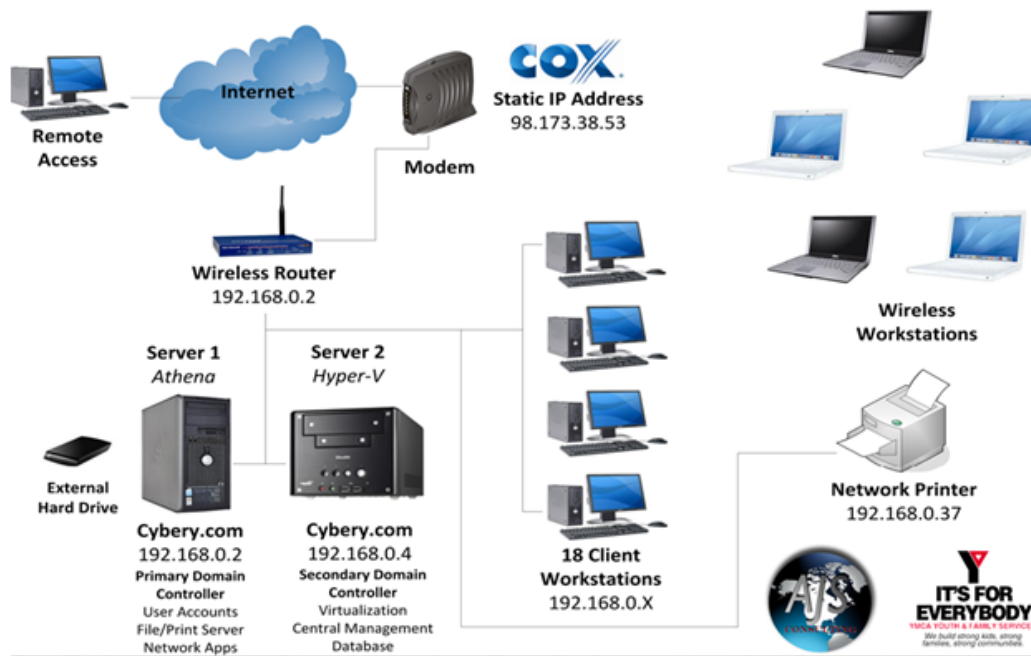 Internet
COX
Static IP Address
98.173.38.53
Remote
Access
Modem
Wireless Router
192.168.0.2
Wireless
Workstations
Server 1
Athena
Server 2
Hyper-V
External
Hard Drive
Cybery.com
192.168.0.2
Primary Domain
Controller
User Accounts
File/Print Server
Network Apps
Cybery.com
192.168.0.4
Secondary Domain
Controller
Virtualization
Central Management
Database
18 Client
Workstations
192.168.0.X
Network Printer
192.168.0.37
AJS
CONSULTING
Y
IT'S FOR
EVERYBODY
YMCA YOUTH & FAMILY SERVICES
We build strong kids, strong
families, strong communities.